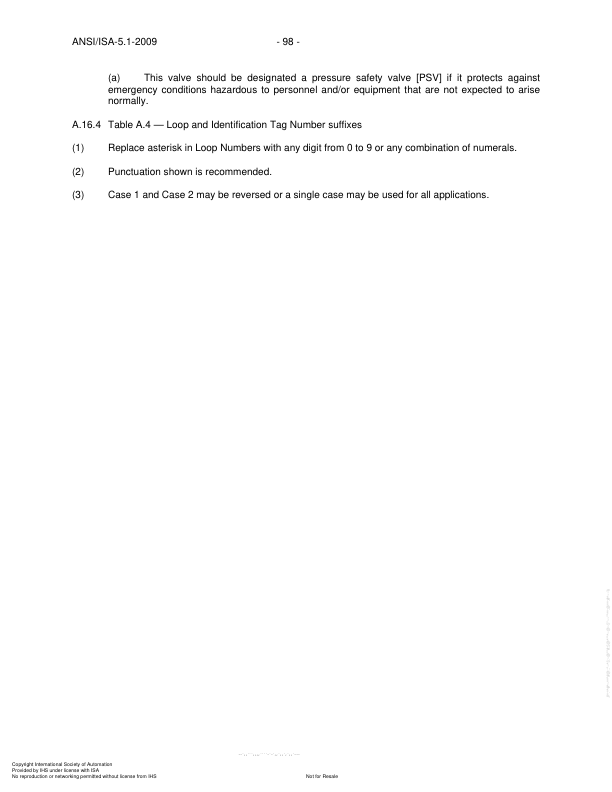 ANSI/ISA-5.1-2009 - 98 -
(a) This valve should be designated a pressure safety valve [PSV] if it protects against
emergency conditions hazardous to personnel and/or equipment that are not expected to arise
normally.
A.16.4 Table A.4 — Loop and Identification Tag Number suffixes
(1) Replace asterisk in Loop Numbers with any digit from 0 to 9 or any combination of numerals.
(2) Punctuation shown is recommended.
(3) Case 1 and Case 2 may be reversed or a single case may be used for all applications.
Copyright International Society of Automation
Provided by IHS under license with ISA
No reproduction or networking permitted without license from IHS Not for Resale